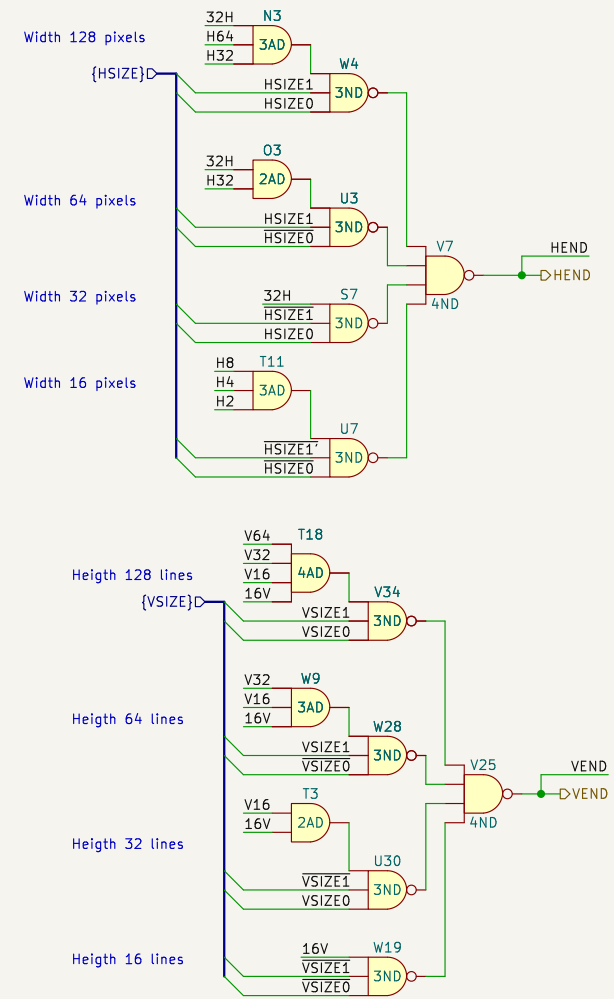 N3
32H
Width 128 pixels
H64
3AD
H32
W4
{HSIZE}
HSIZE1
3ND
HSIZE0
O3
32H
2AD
H32
Width 64 pixels
U3
HSIZE1
3ND
HSIZE0
V7
HEND
HEND
4ND
Width 32 pixels
32H
S7
HSIZE1
3ND
HSIZE0
T11
H8
Width 16 pixels
H4
3AD
H2
U7
HSIZE1'
3ND
HSIZE0
T18
V64
V32
4AD
Heigth 128 lines
V16
16V
V34
{VSIZE}
VSIZE1
3ND
VSIZE0
W9
V32
V16
3AD
Heigth 64 lines
16V
W28
VSIZE1
3ND
VSIZE0
V25
VEND
VEND
4ND
T3
V16
2AD
16V
Heigth 32 lines
U30
VSIZE1
3ND
VSIZE0
W19
16V
Heigth 16 lines
VSIZE1
3ND
VSIZE0